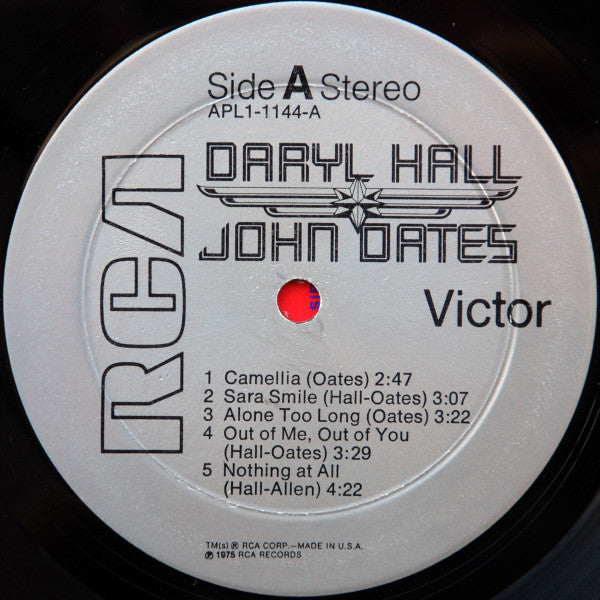 Side A Stereo
APL1-1144-A
DARYL HALL
JOHN OATES
RCA
Victor
1 Camellia (Oates) 2:47
2 Sara Smile (Hall-Oates) 3:07
3 Alone Too Long (Oates) 3:22
4 Out of Me, Out of You
(Hall-Oates) 3:29
5 Nothing at All
(Hall-Allen) 4:22
TM(s) ® RCA CORP.—MADE IN U.S.A.
℗ 1975 RCA RECORDS